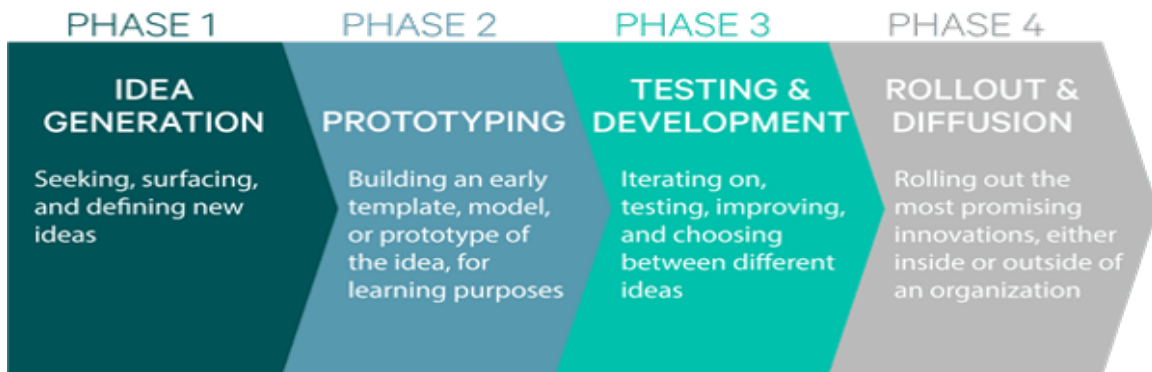 PHASE 1
PHASE 2
PHASE 3
PHASE 4
IDEA
GENERATION
Seeking, surfacing,
and defining new
ideas
PROTOTYPING
Building an early
template, model,
or prototype of
the idea, for
learning purposes
TESTING &
DEVELOPMENT
Iterating on,
testing, improving,
and choosing
between different
ideas
ROLLOUT &
DIFFUSION
Rolling out the
most promising
innovations, either
inside or outside of
an organization